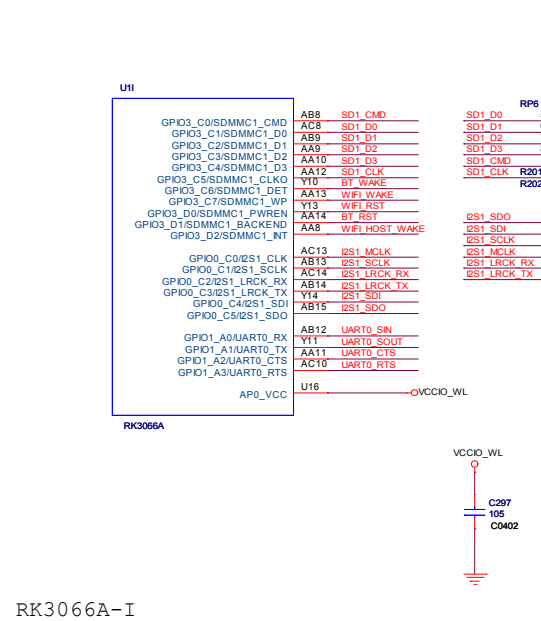 U1I
RP6
GPIO3_C0/SDMMC1_CMD AB8 SD1_CMD SD1_D0
GPIO3_C1/SDMMC1_D0 AC8 SD1_D0 SD1_D1
GPIO3_C2/SDMMC1_D1 AB9 SD1_D1 SD1_D2
GPIO3_C3/SDMMC1_D2 AA9 SD1_D2 SD1_D3
GPIO3_C4/SDMMC1_D3 AA10 SD1_D3 SD1_CMD
GPIO3_C5/SDMMC1_CLKO AA12 SD1_CLK SD1_CLK R201
GPIO3_C6/SDMMC1_DET Y10 BT_WAKE R202
GPIO3_C7/SDMMC1_WP AA13 WIFI_WAKE
GPIO3_D0/SDMMC1_PWREN Y13 WIFI_RST
GPIO3_D1/SDMMC1_BACKEND AA14 BT_RST I2S1_SDO
GPIO3_D2/SDMMC1_INT AA8 WIFI_HOST_WAKE I2S1_SDI
I2S1_SCLK
GPIO0_C0/I2S1_CLK AC13 I2S1_MCLK I2S1_MCLK
GPIO0_C1/I2S1_SCLK AB13 I2S1_SCLK I2S1_LRCK_RX
GPIO0_C2/I2S1_LRCK_RX AC14 I2S1_LRCK_RX I2S1_LRCK_TX
GPIO0_C3/I2S1_LRCK_TX AB14 I2S1_LRCK_TX
GPIO0_C4/I2S1_SDI Y14 I2S1_SDI
GPIO0_C5/I2S1_SDO AB15 I2S1_SDO
GPIO1_A0/UART0_RX AB12 UART0_SIN
GPIO1_A1/UART0_TX Y11 UART0_SOUT
GPIO1_A2/UART0_CTS AA11 UART0_CTS
GPIO1_A3/UART0_RTS AC10 UART0_RTS
AP0_VCC U16 VCCIO_WL
RK3066A
VCCIO_WL
C297
105
C0402
RK3066A-I